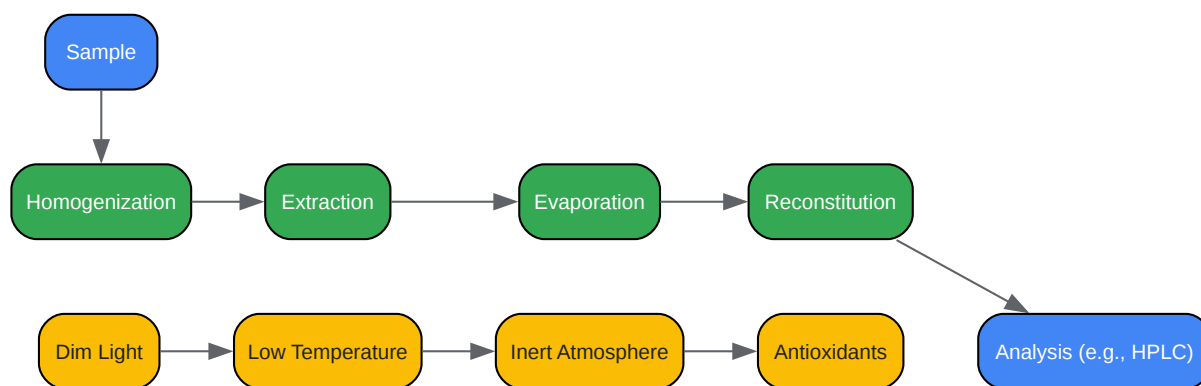 Sample
Homogenization
Extraction
Evaporation
Reconstitution
Dim Light
Low Temperature
Inert Atmosphere
Antioxidants
Analysis (e.g., HPLC)